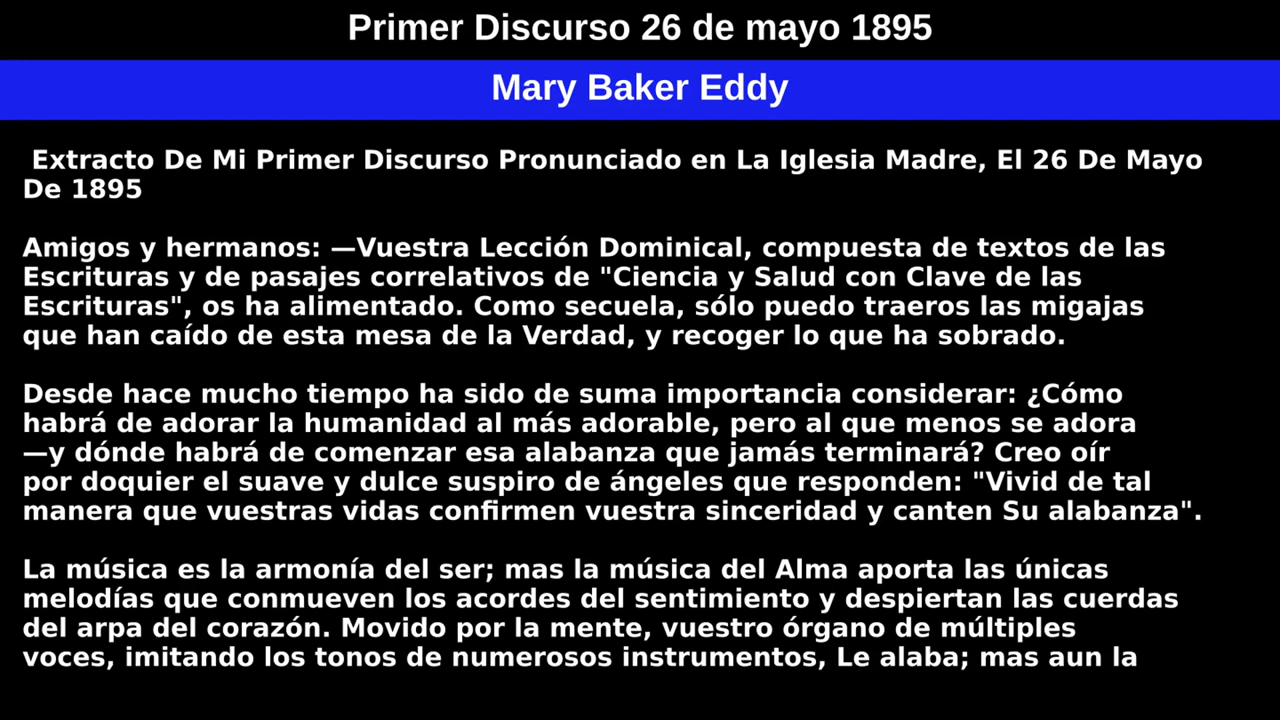 Primer Discurso 26 de mayo 1895
Mary Baker Eddy
Extracto De Mi Primer Discurso Pronunciado en La Iglesia Madre, El 26 De Mayo
De 1895
Amigos y hermanos: —Vuestra Lección Dominical, compuesta de textos de las
Escrituras y de pasajes correlativos de "Ciencia y Salud con Clave de las
Escrituras", os ha alimentado. Como secuela, sólo puedo traeros las migajas
que han caído de esta mesa de la Verdad, y recoger lo que ha sobrado.
Desde hace mucho tiempo ha sido de suma importancia considerar: ¿Cómo
habrá de adorar la humanidad al más adorable, pero al que menos se adora
—y dónde habrá de comenzar esa alabanza que jamás terminará? Creo oír
por doquier el suave y dulce suspiro de ángeles que responden: "Vivid de tal
manera que vuestras vidas confirmen vuestra sinceridad y canten Su alabanza".
La música es la armonía del ser; mas la música del Alma aporta las únicas
melodías que conmueven los acordes del sentimiento y despiertan las cuerdas
del arpa del corazón. Movido por la mente, vuestro órgano de múltiples
voces, imitando los tonos de numerosos instrumentos, Le alaba; mas aun la